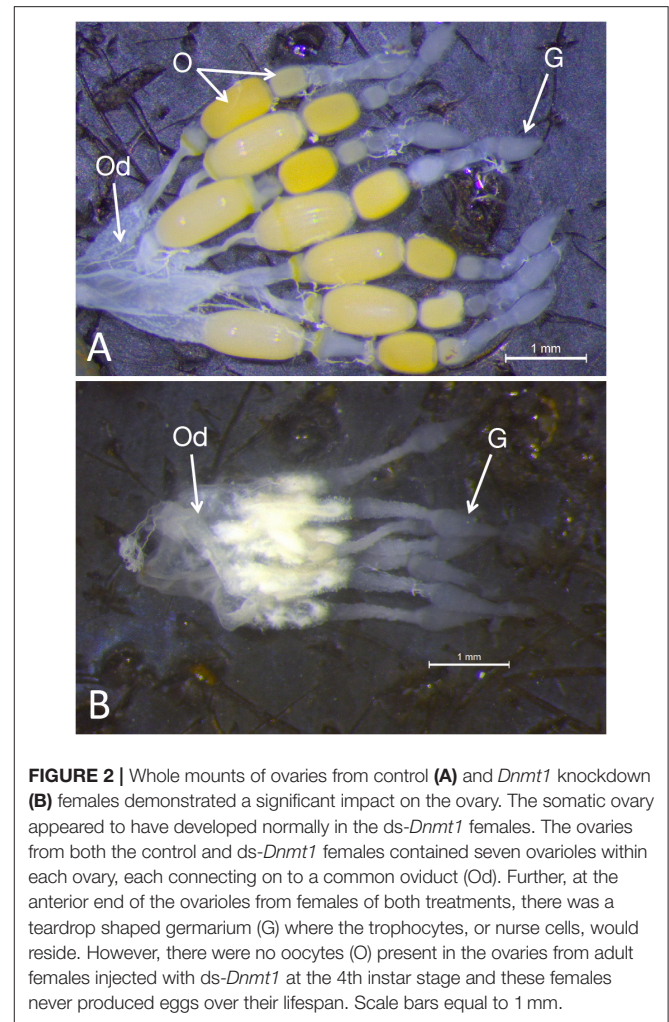 O
G
Od
A
1 mm
Od
G
B
1 mm
FIGURE 2 | Whole mounts of ovaries from control (A) and Dnmt1 knockdown
(B) females demonstrated a significant impact on the ovary. The somatic ovary
appeared to have developed normally in the ds-Dnmt1 females. The ovaries
from both the control and ds-Dnmt1 females contained seven ovarioles within
each ovary, each connecting on to a common oviduct (Od). Further, at the
anterior end of the ovarioles from females of both treatments, there was a
teardrop shaped germarium (G) where the trophocytes, or nurse cells, would
reside. However, there were no oocytes (O) present in the ovaries from adult
females injected with ds-Dnmt1 at the 4th instar stage and these females
never produced eggs over their lifespan. Scale bars equal to 1 mm.